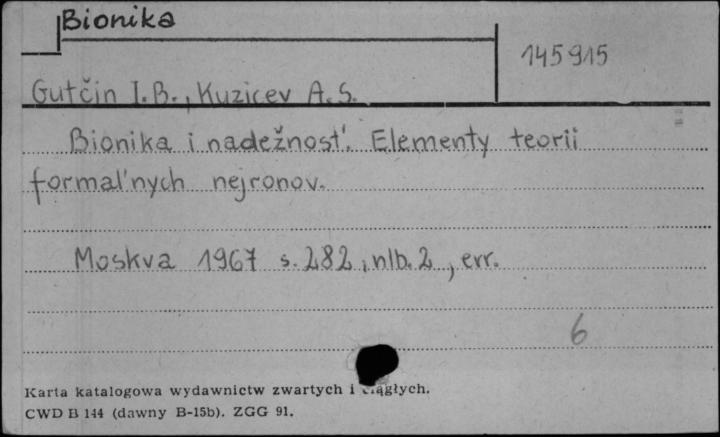 Bionika
145915
Gutčin I.B., Kuzicev A.S.
Bionika i nadežnost'. Elementy teorii
formal'nych nejronov.
Moskva 1967 s. 282, nlb. 2, err.
6
Karta katalogowa wydawnictw zwartych i ciągłych.
CWD B 144 (dawny B-15b). ZGG 91.